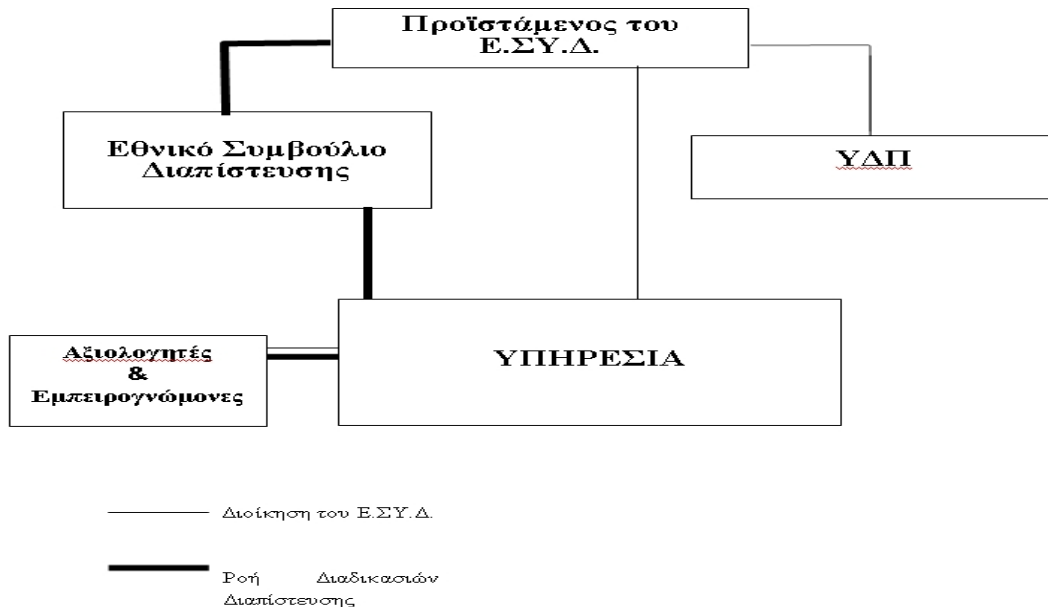 Προϊστάμενος του
Ε.ΣΥ.Δ.
Εθνικό Συμβούλιο
Διαπίστευσης
ΥΔΠ
Αξιολογητές
&
Εμπειρογνώμονες
ΥΠΗΡΕΣΙΑ
Διοίκηση του Ε.ΣΥ.Δ.
Ροή Διαδικασιών
Διαπίστευσης